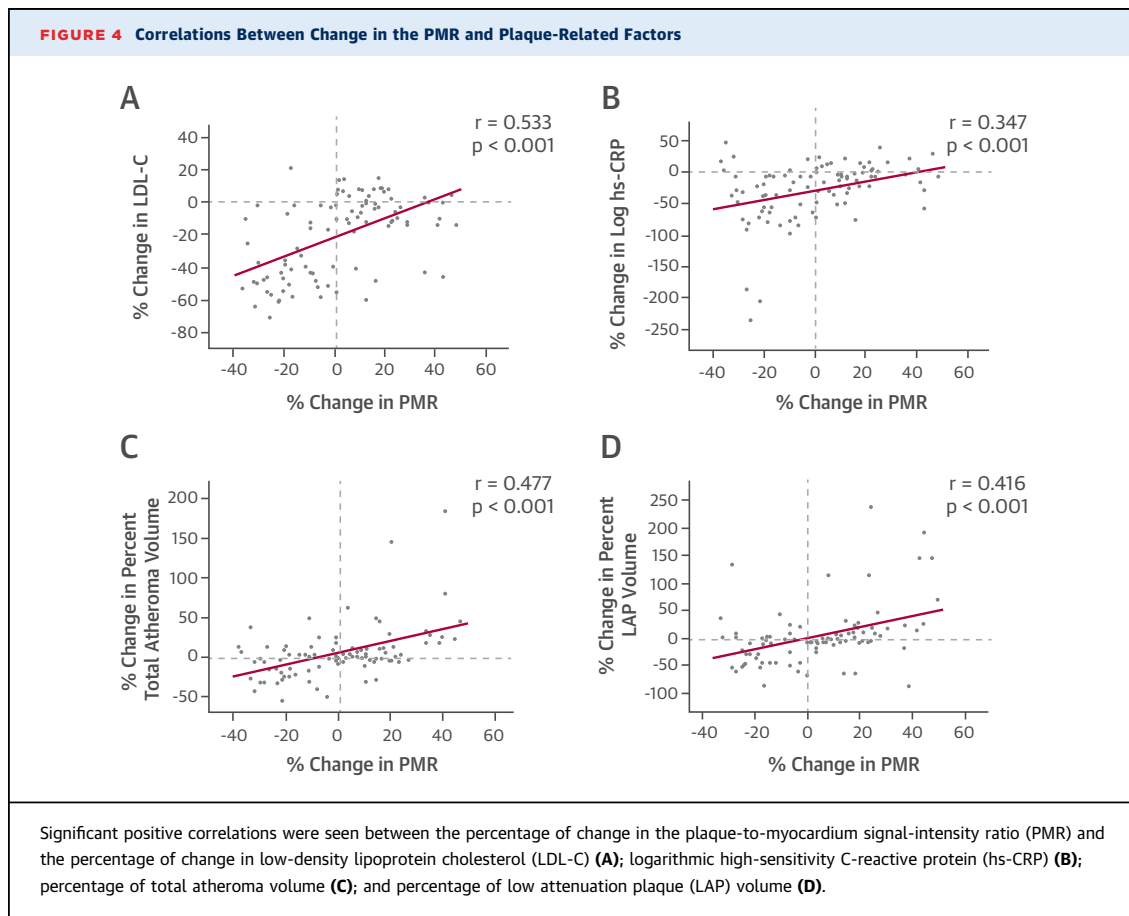 FIGURE 4 Correlations Between Change in the PMR and Plaque-Related Factors
A
r = 0.533
p < 0.001
% Change in LDL-C
40
20
0
-20
-40
-60
-80
-40 -20 0 20 40 60
% Change in PMR
B
r = 0.347
p < 0.001
% Change in Log hs-CRP
50
0
-50
-100
-150
-200
-250
-40 -20 0 20 40 60
% Change in PMR
C
r = 0.477
p < 0.001
% Change in Percent
Total Atheroma Volume
200
150
100
50
0
-50
-40 -20 0 20 40 60
% Change in PMR
D
r = 0.416
p < 0.001
% Change in Percent
LAP Volume
250
200
150
100
50
0
-50
-100
-40 -20 0 20 40 60
% Change in PMR
Significant positive correlations were seen between the percentage of change in the plaque-to-myocardium signal-intensity ratio (PMR) and
the percentage of change in low-density lipoprotein cholesterol (LDL-C) (A); logarithmic high-sensitivity C-reactive protein (hs-CRP) (B);
percentage of total atheroma volume (C); and percentage of low attenuation plaque (LAP) volume (D).